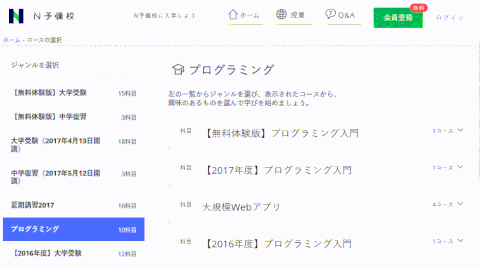 N予備校
N予備校に入学しよう
ホーム
授業
Q&A
無料
会員登録
ログイン
ホーム - コースの選択
ジャンルを選択
【無料体験版】大学受験 15科目
【無料体験版】中学復習 3科目
大学受験（2017年4月13日開
講） 18科目
中学復習（2017年5月12日開
講） 3科目
夏期講習2017 16科目
プログラミング 10科目
【2016年度】大学受験 12科目
プログラミング
左の一覧からジャンルを選び、表示されたコースから、
興味のあるものを選んで学びを始めましょう。
科目 【無料体験版】プログラミング入門 1コース
科目 【2017年度】プログラミング入門 1コース
科目 大規模Webアプリ 4コース
科目 【2016年度】プログラミング入門 1コース